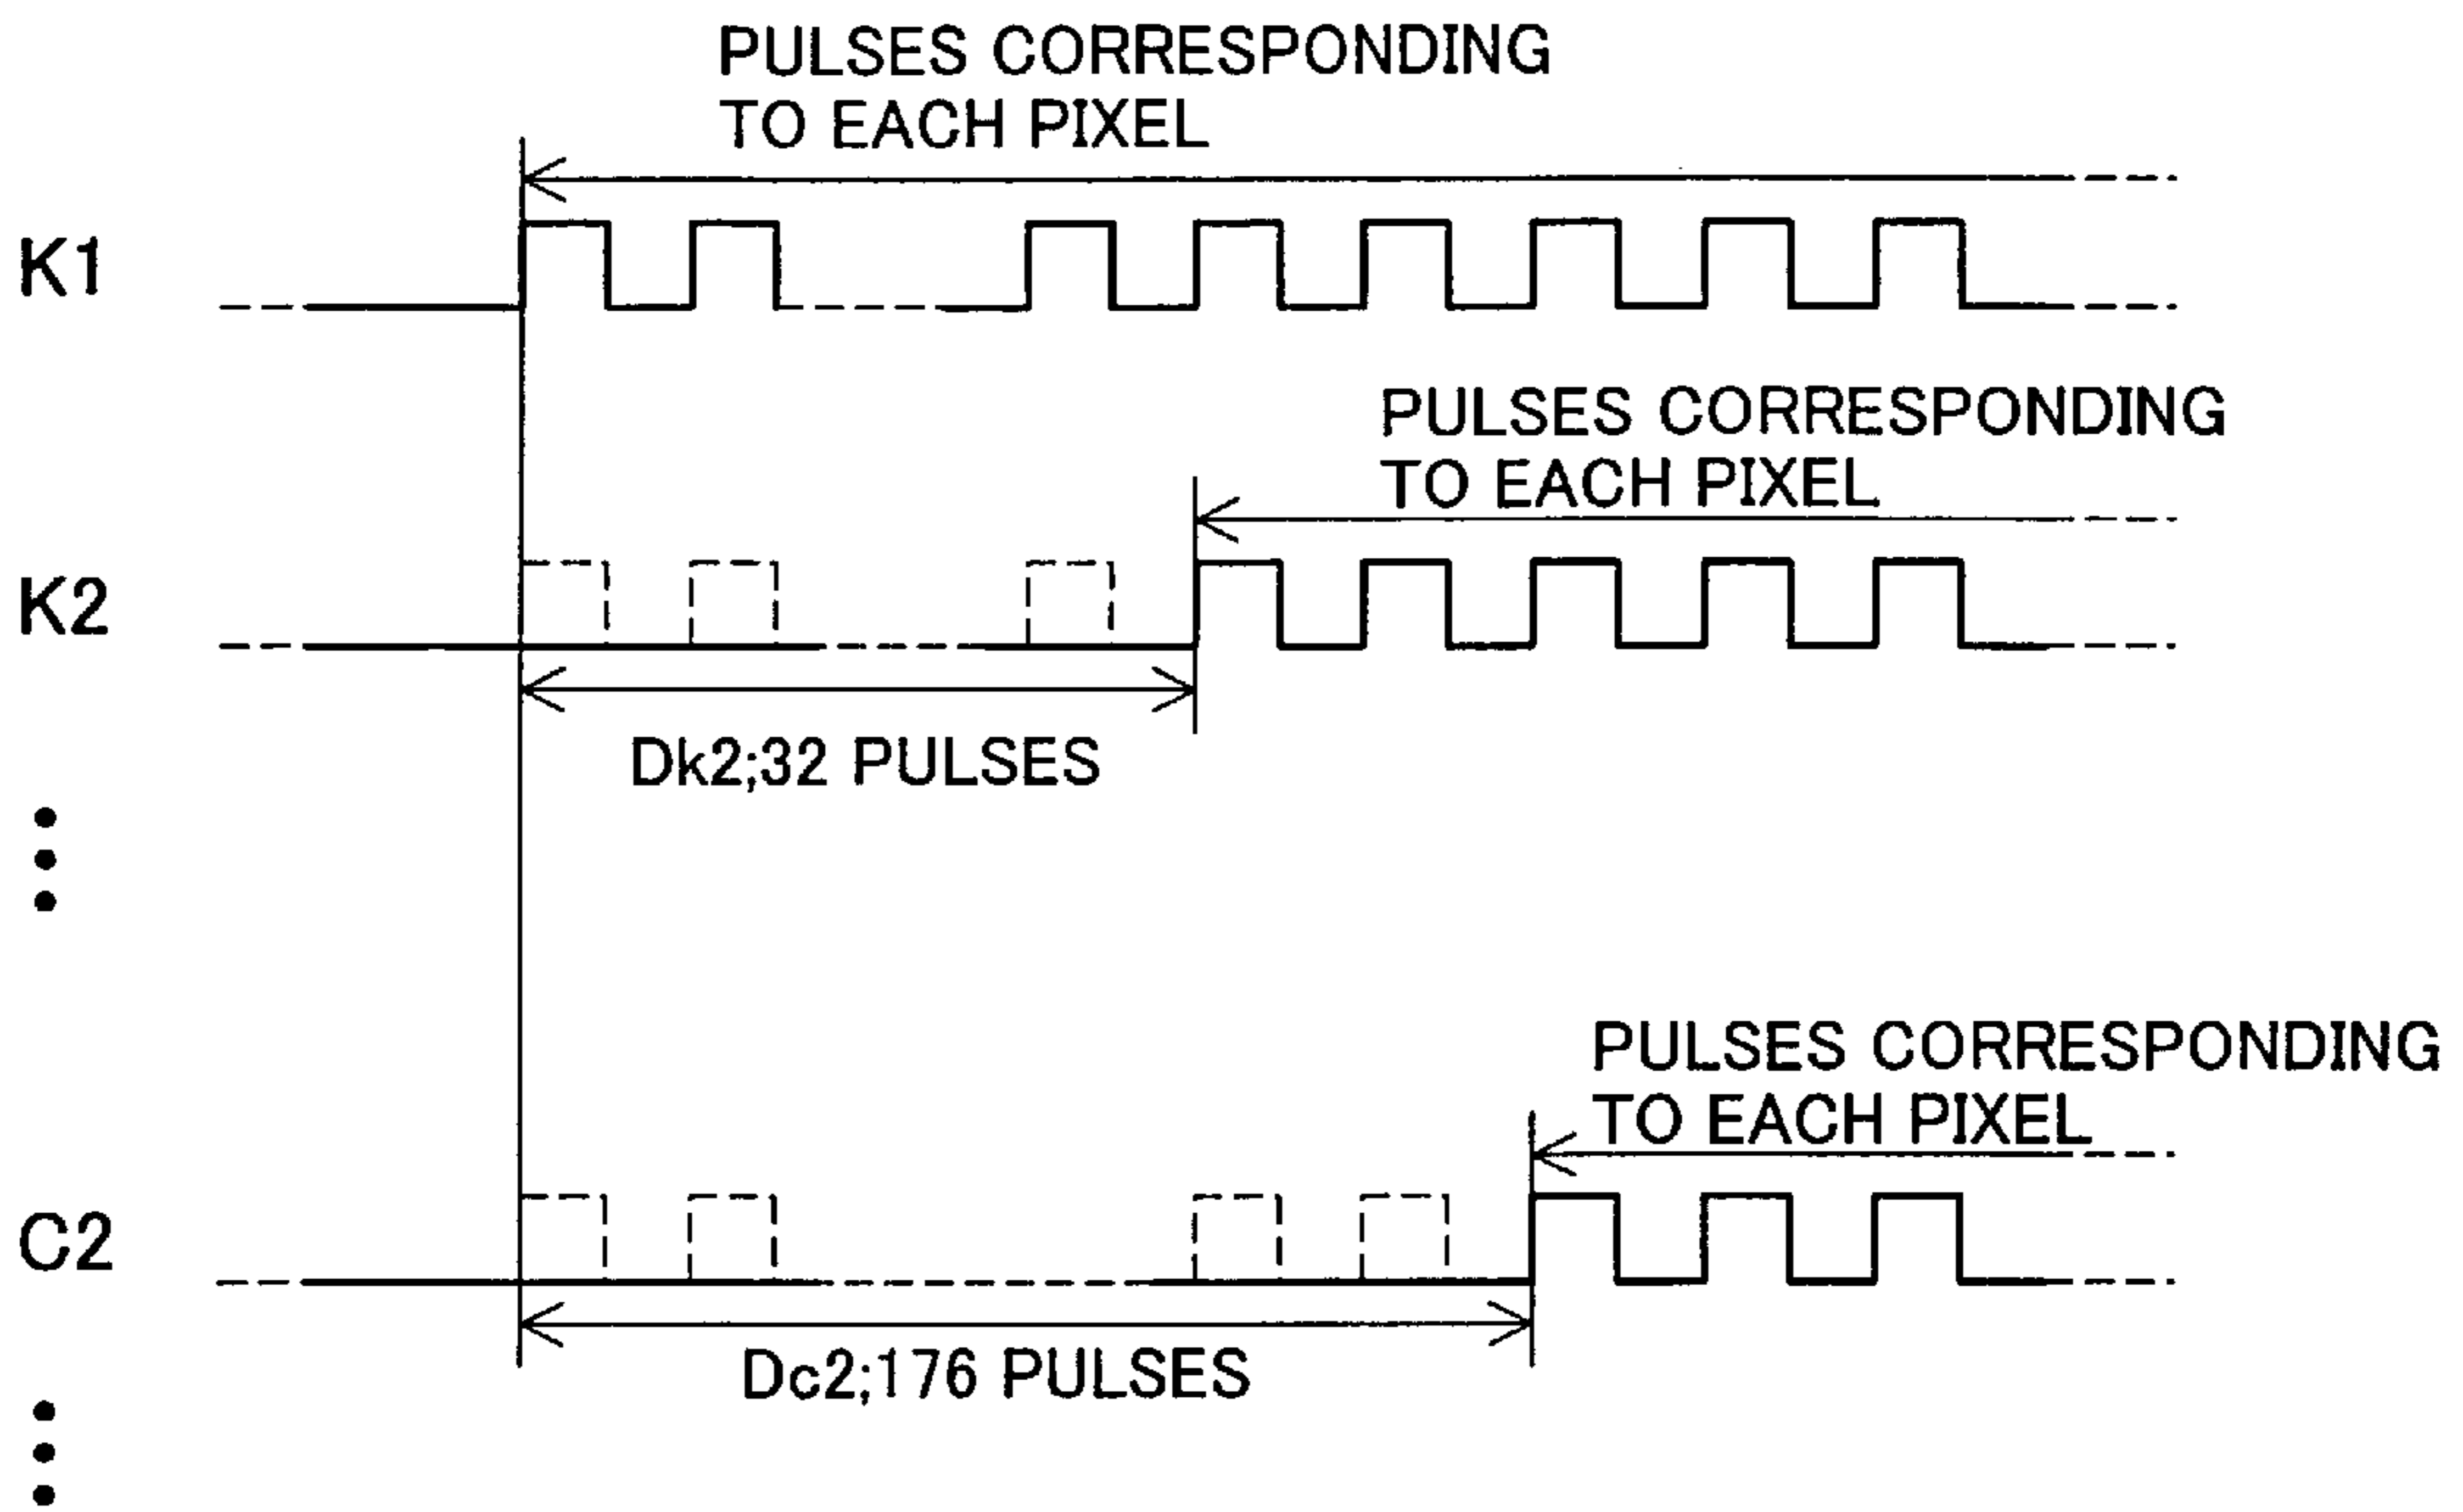 PULSES CORRESPONDING
TO EACH PIXEL
K1
PULSES CORRESPONDING
TO EACH PIXEL
K2
Dk2;32 PULSES
PULSES CORRESPONDING
TO EACH PIXEL
C2
Dc2;176 PULSES